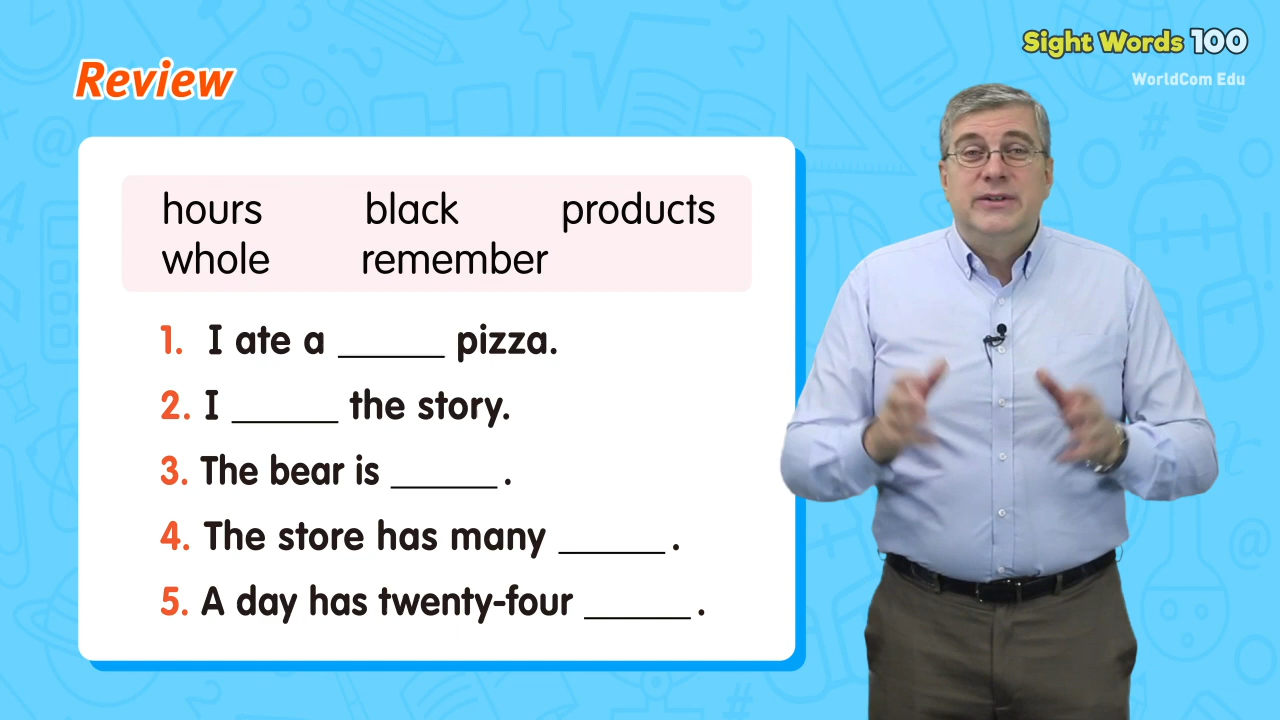 Review
Sight Words 100
WorldCom Edu
hours black products
whole remember
1. I ate a ______ pizza.
2. I ______ the story.
3. The bear is ______ .
4. The store has many ______ .
5. A day has twenty-four ______ .